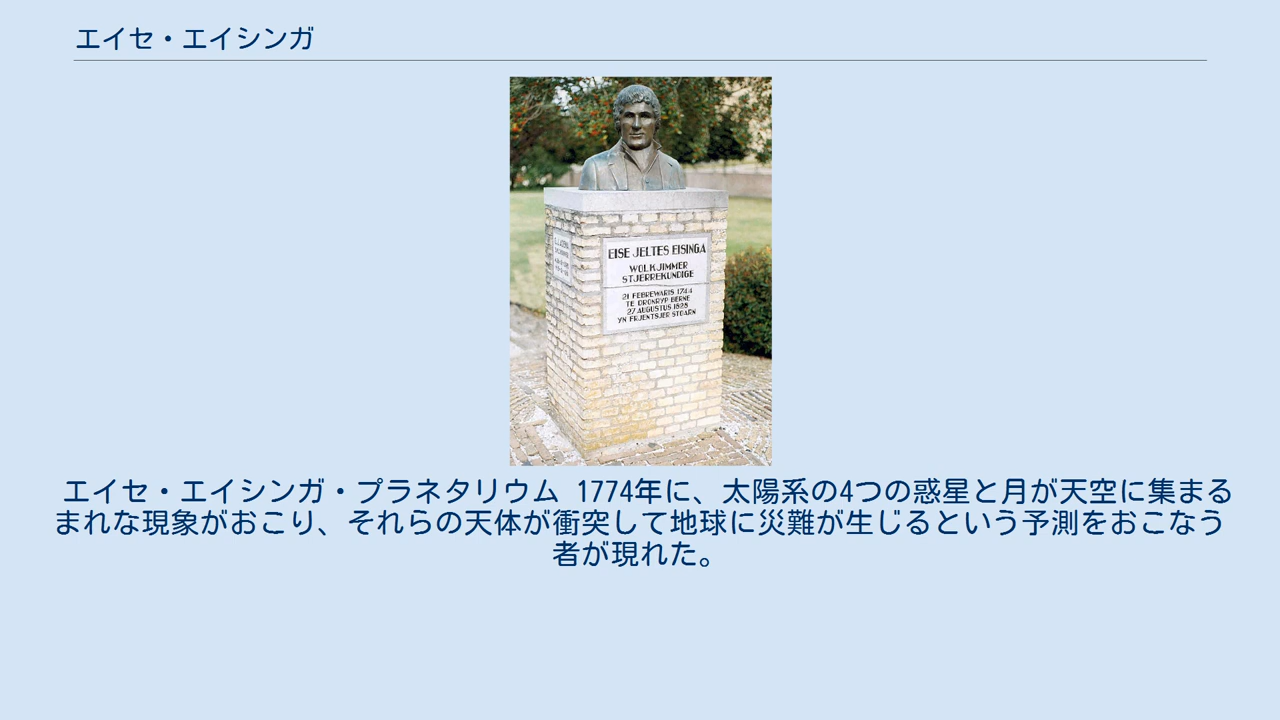 エイセ・エイシンガ
EISE JELTES EISINGA
WOLKJIMMER
STJERREKUNDIGE
21 FEBREWARIS 1744
TE DRONRYP BERNE
27 AUGUSTUS 1828
YN FRJENTSJER STOARN
エイセ・エイシンガ・プラネタリウム 1774年に、太陽系の4つの惑星と月が天空に集まる
まれな現象がおこり、それらの天体が衝突して地球に災難が生じるという予測をおこなう
者が現れた。